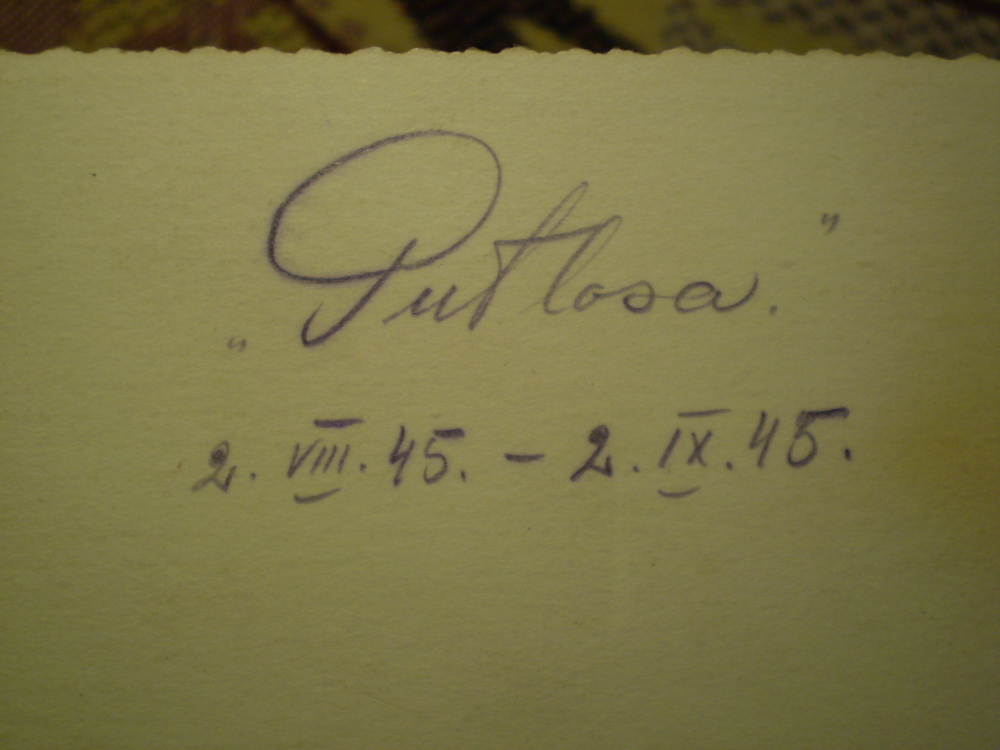 „Putlosa.”
2. VIII. 45. – 2. IX. 45.